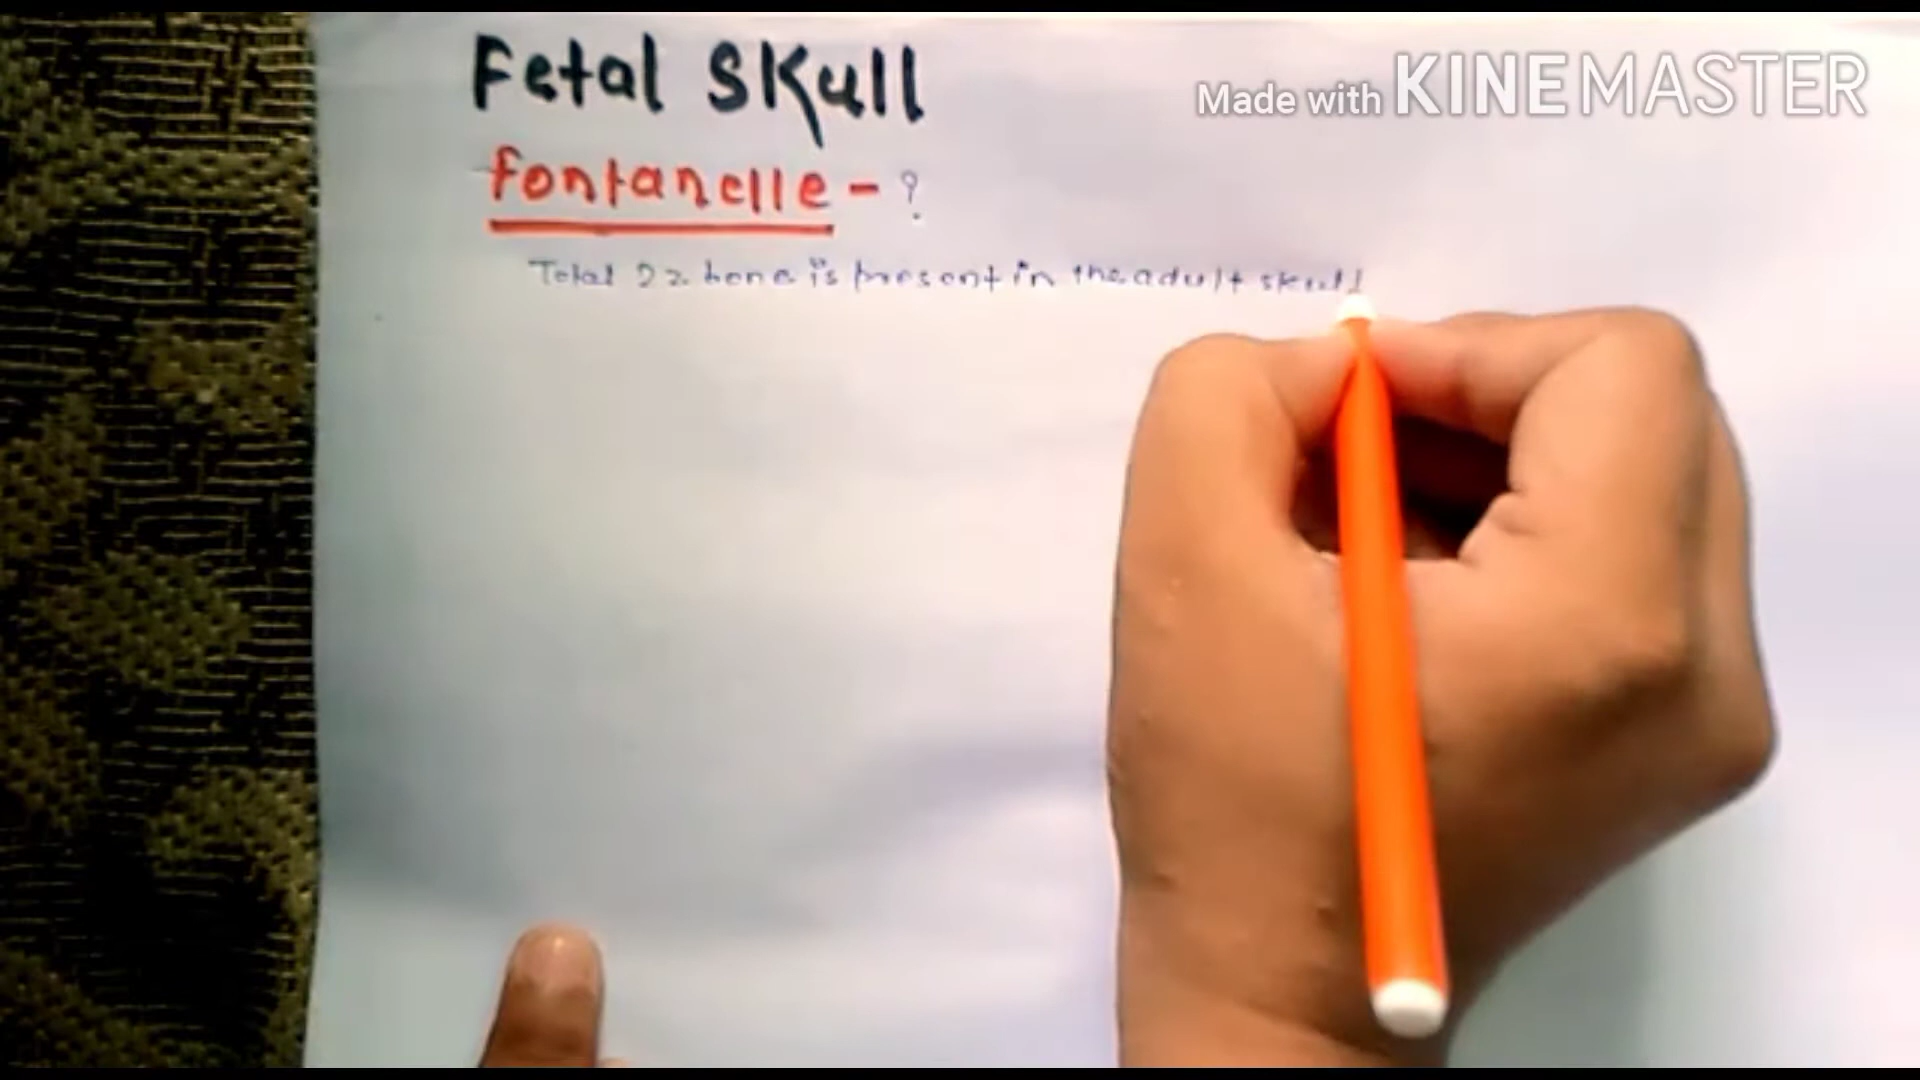 Fetal Skull
Made with KINEMASTER
Fontanelle - ?
Total 22 bone is present in the adult skull